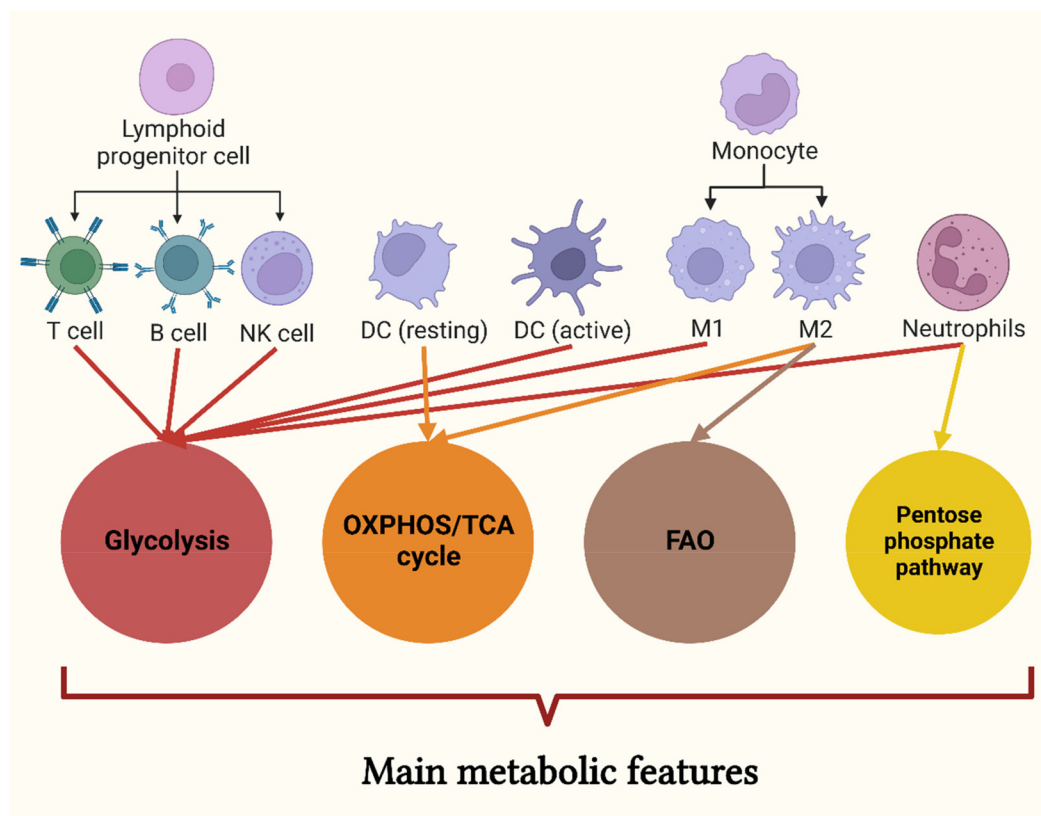 Lymphoid
progenitor cell
Monocyte
T cell
B cell
NK cell
DC (resting)
DC (active)
M1
M2
Neutrophils
Glycolysis
OXPHOS/TCA
cycle
FAO
Pentose
phosphate
pathway
Main metabolic features